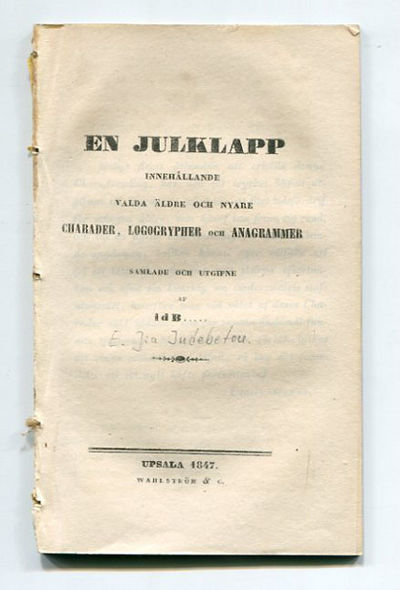 EN JULKLAPP
INNEHÅLLANDE
VALDA ÄLDRE OCH NYARE
CHARADER, LOGOGRYPHER OCH ANAGRAMMER
SAMLADE OCH UTGIFNE
AF
IdB.....
E.
UPSALA 1847.
WAHLSTRÖM & C.